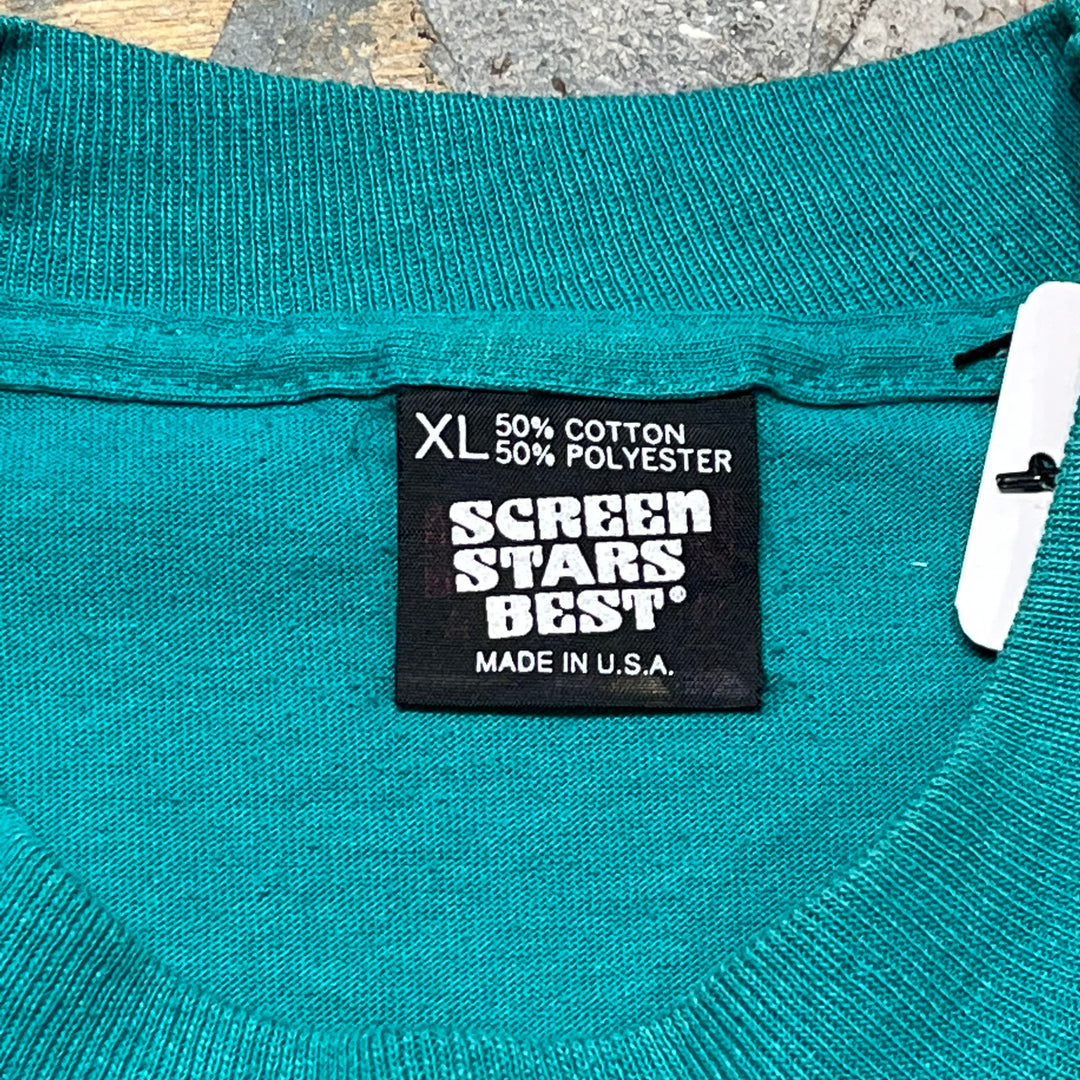 XL 50% COTTON
50% POLYESTER
SCREEN
STARS
BEST®
MADE IN U.S.A.